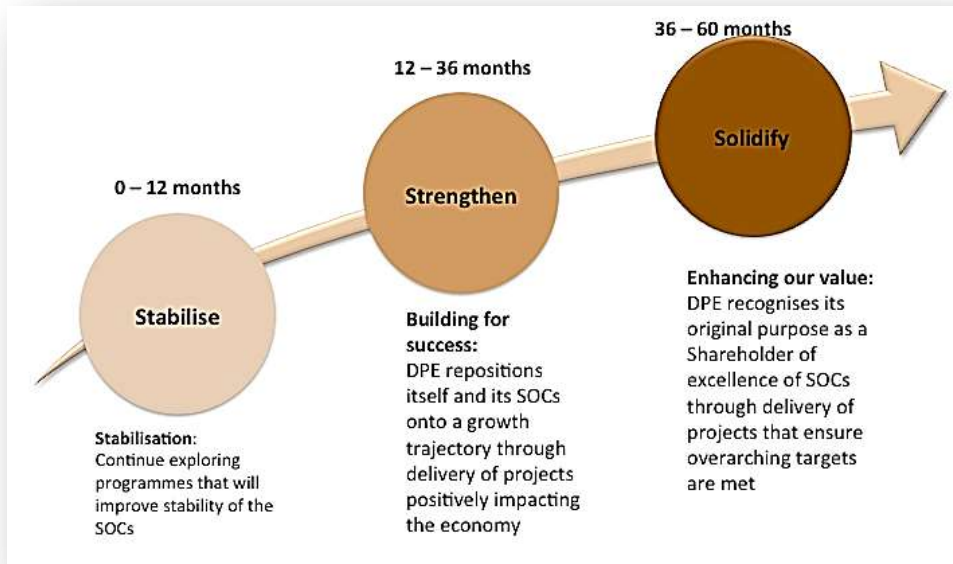 0 – 12 months
Stabilise
Stabilisation:
Continue exploring
programmes that will
improve stability of the
SOCs
12 – 36 months
Strengthen
Building for
success:
DPE repositions
itself and its SOCs
onto a growth
trajectory through
delivery of projects
positively impacting
the economy
36 – 60 months
Solidify
Enhancing our value:
DPE recognises its
original purpose as a
Shareholder of
excellence of SOCs
through delivery of
projects that ensure
overarching targets
are met